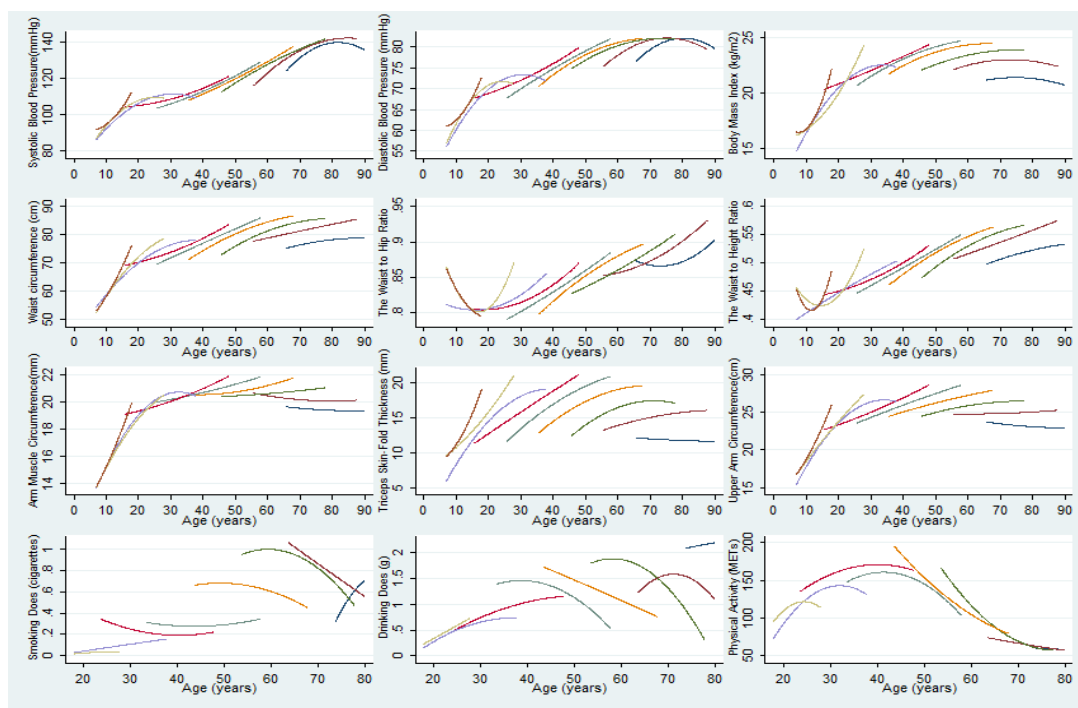 Systolic Blood Pressure(mmHg)
80 100 120 140
0 10 20 30 40 50 60 70 80 90
Age (years)
Diastolic Blood Pressure(mmHg)
55 60 65 70 75 80
0 10 20 30 40 50 60 70 80 90
Age (years)
Body Mass Index (kg/m2)
15 20 25
0 10 20 30 40 50 60 70 80 90
Age (years)
Waist circumference (cm)
50 60 70 80 90
0 10 20 30 40 50 60 70 80 90
Age (years)
The Waist to Hip Ratio
.8 .85 .9 .95
0 10 20 30 40 50 60 70 80 90
Age (years)
The Waist to Height Ratio
.4 .45 .5 .55 .6
0 10 20 30 40 50 60 70 80 90
Age (years)
Arm Muscle Circumference(mm)
14 16 18 20 22
0 10 20 30 40 50 60 70 80 90
Age (years)
Triceps Skin-Fold Thickness (mm)
5 10 15 20
0 10 20 30 40 50 60 70 80 90
Age (years)
Upper Arm Circumference(cm)
15 20 25 30
0 10 20 30 40 50 60 70 80 90
Age (years)
Smoking Does (cigarettes)
0 .2 .4 .6 .8 1
20 30 40 50 60 70 80
Age (years)
Drinking Does (g)
0 .5 1 1.5 2
20 30 40 50 60 70 80
Age (years)
Physical Activity (METs)
50 100 150 200
20 30 40 50 60 70 80
Age (years)